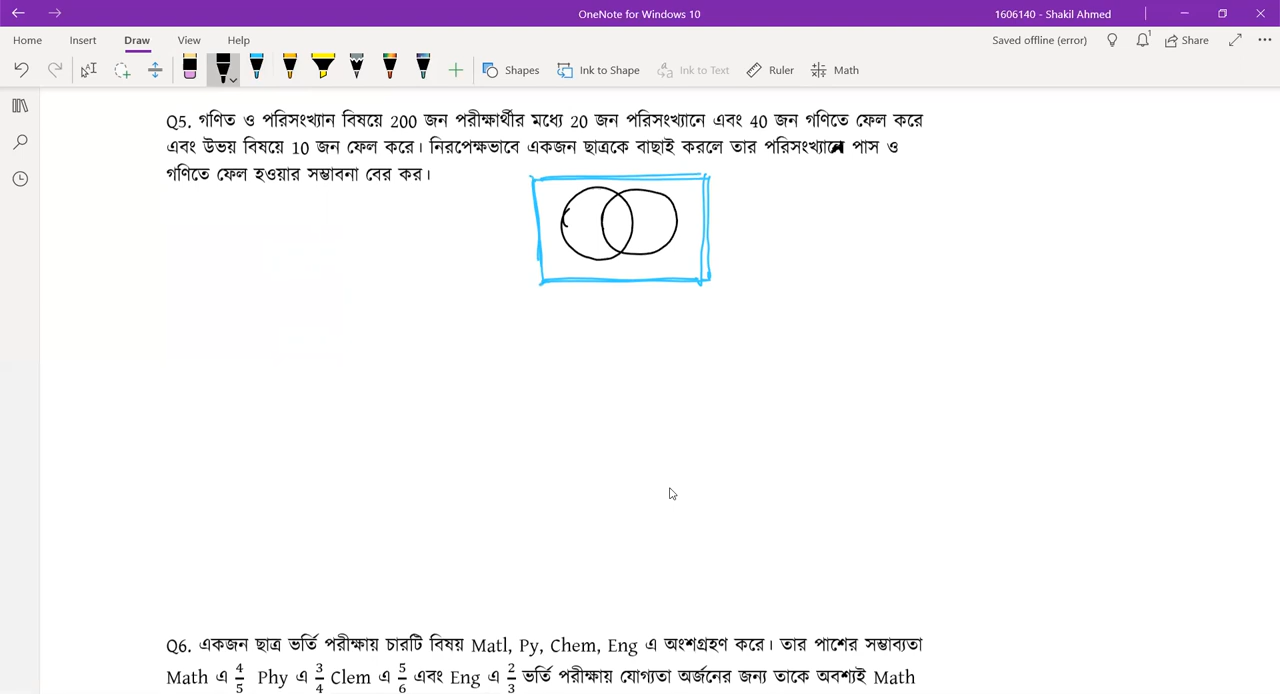 OneNote for Windows 10
1606140 - Shakil Ahmed
Home Insert Draw View Help
Saved offline (error) 1 Share
Shapes Ink to Shape Ink to Text Ruler Math
Q5. গণিত ও পরিসংখ্যান বিষয়ে 200 জন পরীক্ষার্থীর মধ্যে 20 জন পরিসংখ্যানে এবং 40 জন গণিতে ফেল করে
এবং উভয় বিষয়ে 10 জন ফেল করে। নিরপেক্ষভাবে একজন ছাত্রকে বাছাই করলে তার পরিসংখ্যানে পাস ও
গণিতে ফেল হওয়ার সম্ভাবনা বের কর।
Q6. একজন ছাত্র ভর্তি পরীক্ষায় চারটি বিষয় Matl, Py, Chem, Eng এ অংশগ্রহণ করে। তার পাশের সম্ভাব্যতা
Math এ 4/5 Phy এ 3/4 Clem এ 5/6 এবং Eng এ 2/3 ভর্তি পরীক্ষায় যোগ্যতা অর্জনের জন্য তাকে অবশ্যই Math